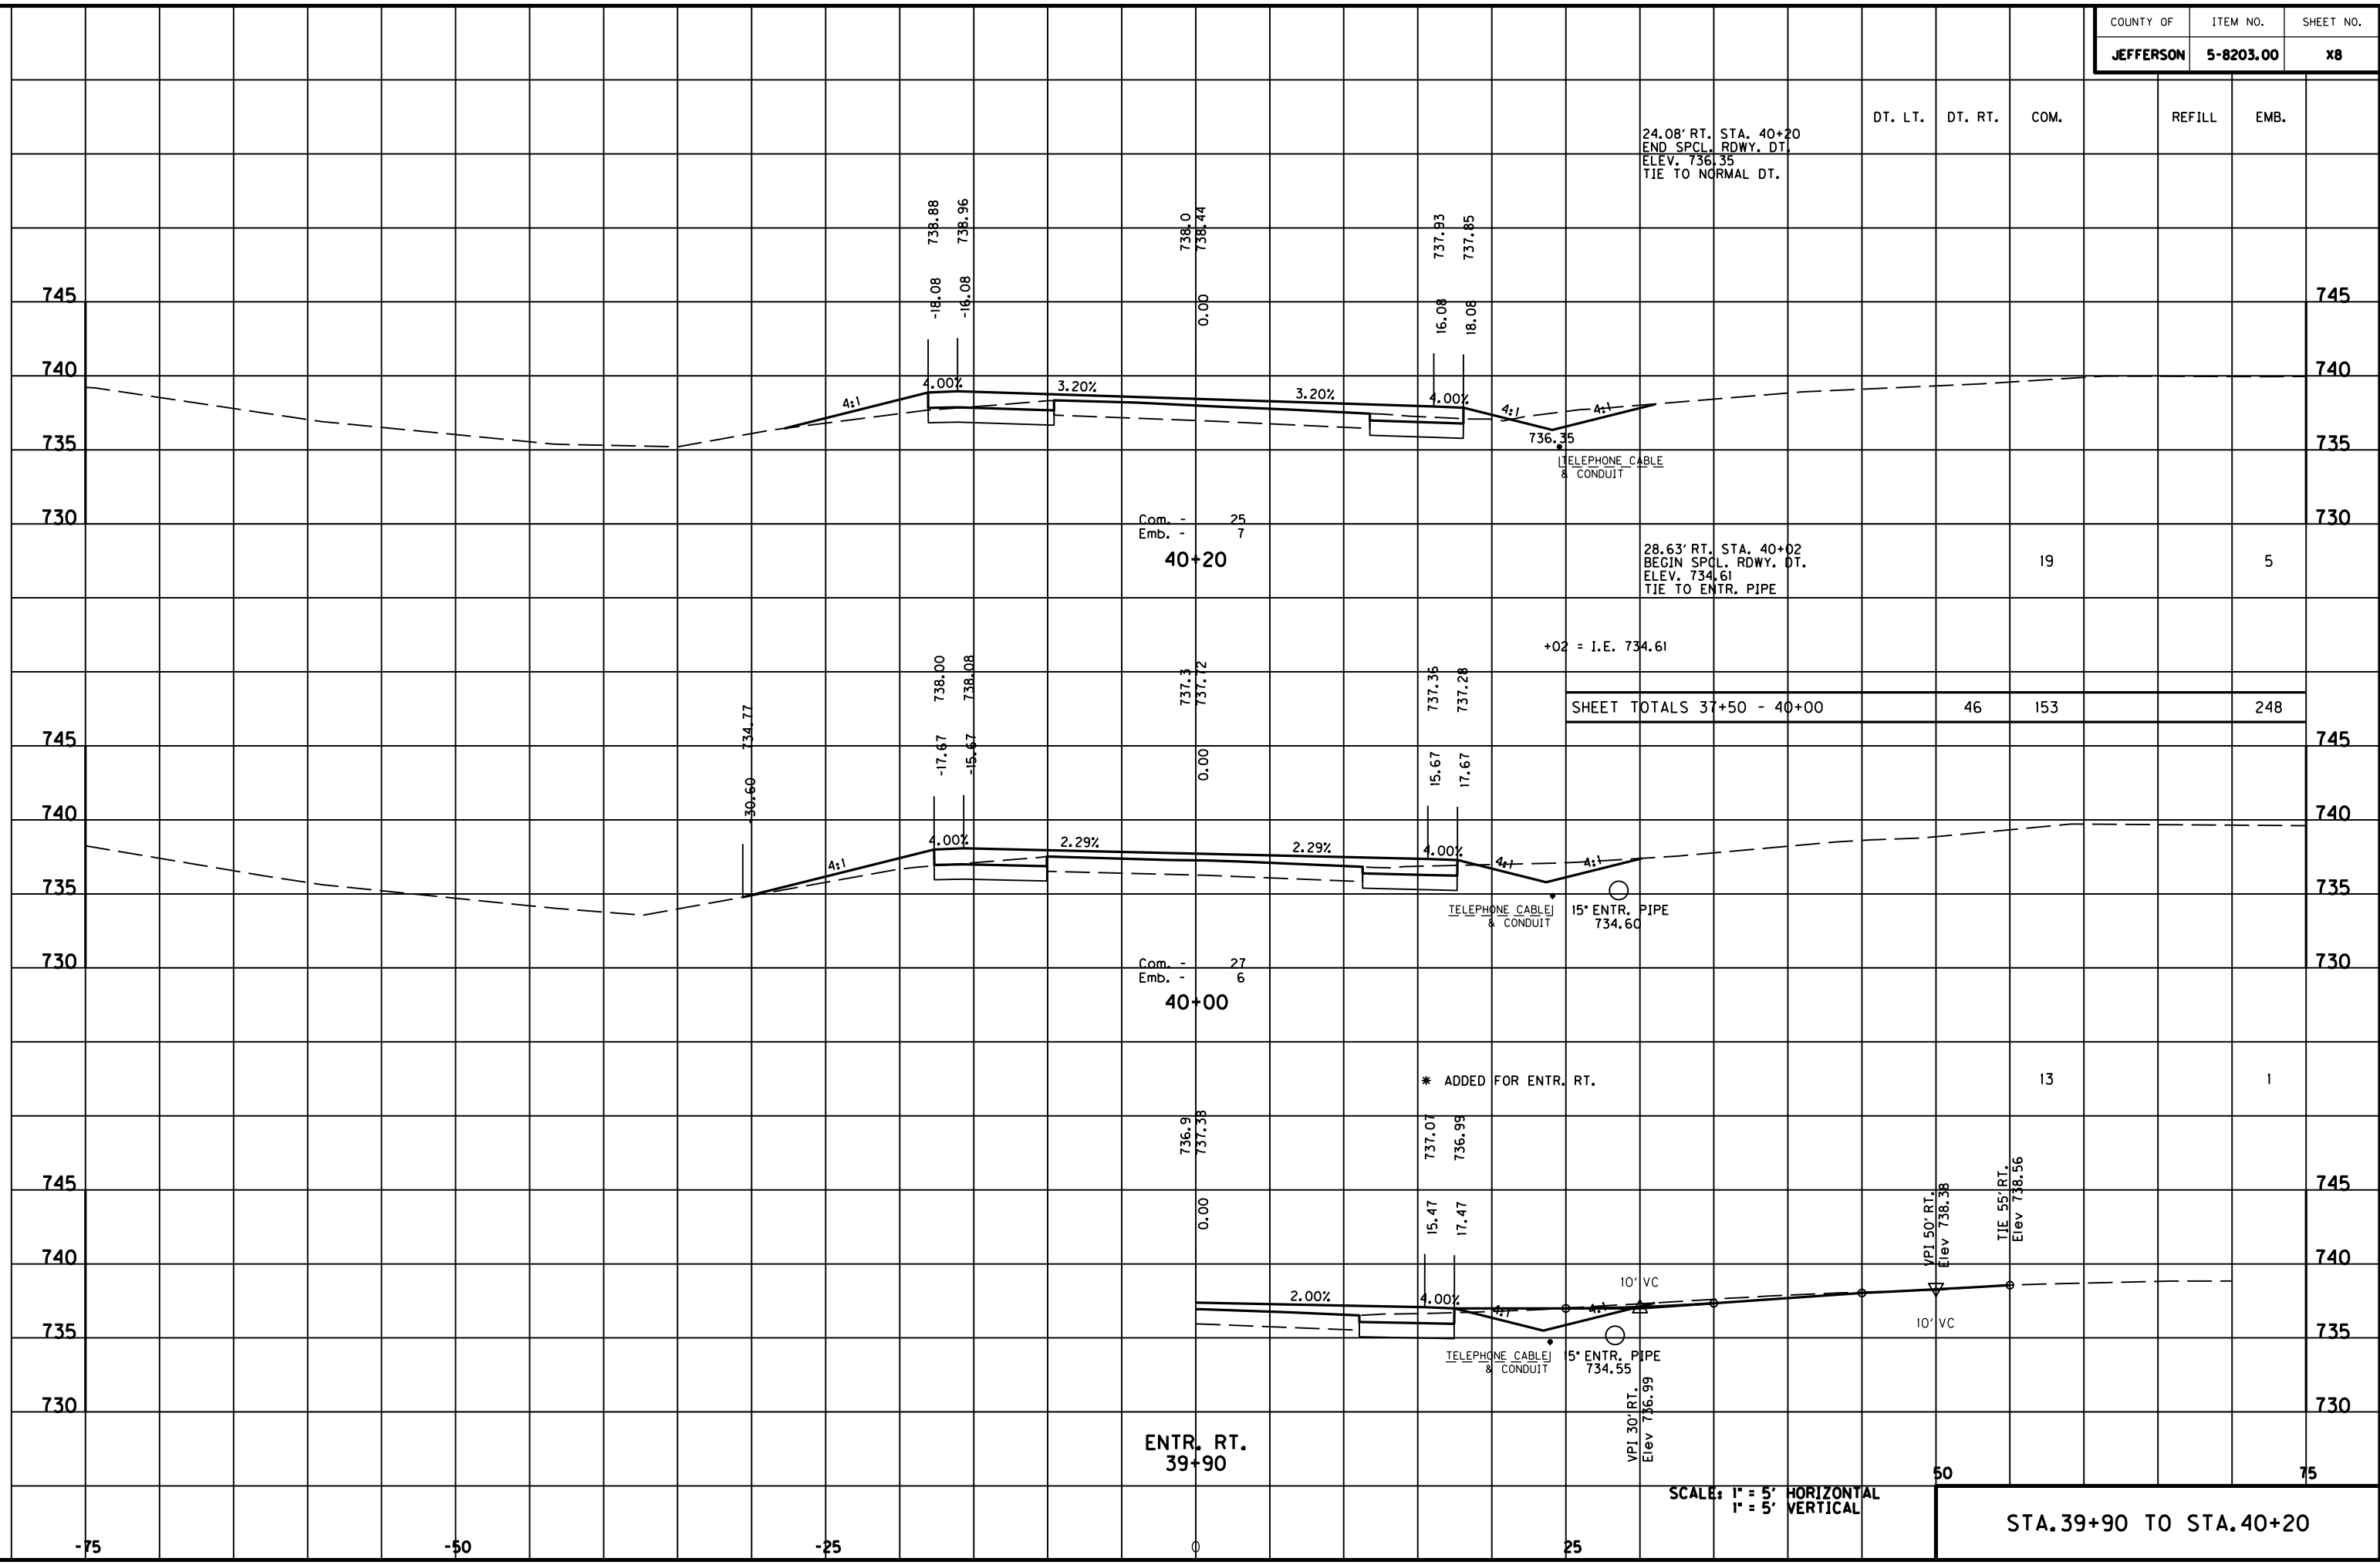 COUNTY OF ITEM NO. SHEET NO.
JEFFERSON 5-8203.00 X8
DT. LT. DT. RT. COM. REFILL EMB.
24.08' RT. STA. 40+20
END SPCL. RDWY. DT.
ELEV. 736.35
TIE TO NORMAL DT.
738.88 738.96 738.0 738.44 737.93 737.85
-18.08 -16.08 0.00 16.08 18.08
745 745
740 740
4.00% 3.20% 3.20% 4.00%
4:1 4:1 4:1
736.35
735 735
TELEPHONE CABLE
& CONDUIT
730 730
Com. - 25
Emb. - 7
40+20
28.63' RT. STA. 40+02
BEGIN SPCL. RDWY. DT.
ELEV. 734.61
TIE TO ENTR. PIPE
19 5
+02 = I.E. 734.61
734.77 738.00 738.08 737.3 737.72 737.36 737.28
SHEET TOTALS 37+50 - 40+00 46 153 248
-30.60 -17.67 -15.67 0.00 15.67 17.67
745 745
740 740
4.00% 2.29% 2.29% 4.00%
4:1 4:1 4:1
735 735
TELEPHONE CABLE
& CONDUIT
15" ENTR. PIPE
734.60
730 730
Com. - 27
Emb. - 6
40+00
* ADDED FOR ENTR. RT. 13 1
736.9 737.38 737.07 736.99
0.00 15.47 17.47
VPI 50' RT.
Elev 738.38
TIE 55' RT.
Elev 738.56
745 745
740 740
10' VC
2.00% 4.00%
4:1 4:1
10' VC
735 735
TELEPHONE CABLE
& CONDUIT
15" ENTR. PIPE
734.55
VPI 30' RT.
Elev 736.99
730 730
ENTR. RT.
39+90
50 75
SCALE: 1" = 5' HORIZONTAL
1" = 5' VERTICAL
STA.39+90 TO STA.40+20
-75 -50 -25 0 25